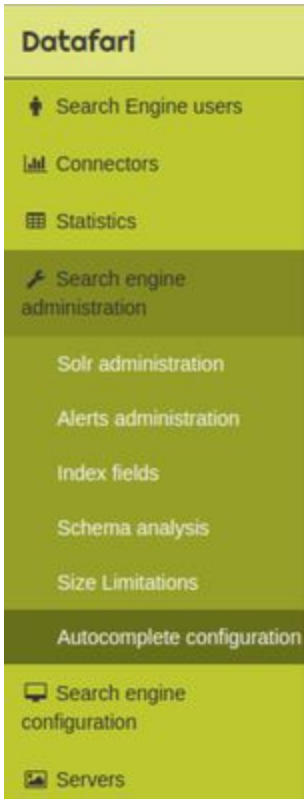 Datafari
Search Engine users
Connectors
Statistics
Search engine
administration
Solr administration
Alerts administration
Index fields
Schema analysis
Size Limitations
Autocomplete configuration
Search engine
configuration
Servers